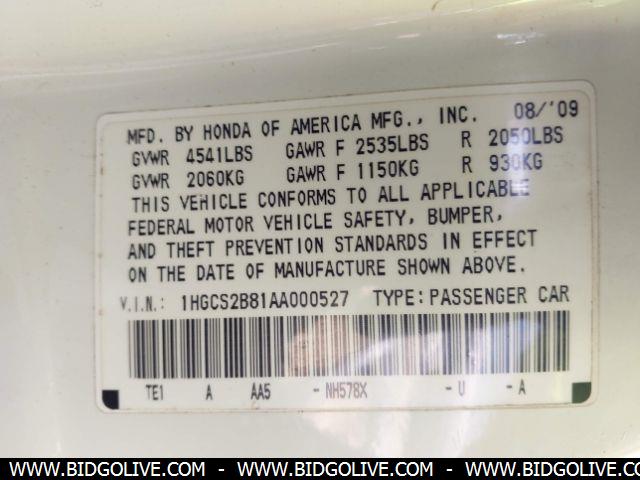 MFD. BY HONDA OF AMERICA MFG., INC. 08/'09
GVWR 4541LBS GAWR F 2535LBS R 2050LBS
GVWR 2060KG GAWR F 1150KG R 930KG
THIS VEHICLE CONFORMS TO ALL APPLICABLE
FEDERAL MOTOR VEHICLE SAFETY, BUMPER,
AND THEFT PREVENTION STANDARDS IN EFFECT
ON THE DATE OF MANUFACTURE SHOWN ABOVE.
V.I.N.: 1HGCS2B81AA000527 TYPE:PASSENGER CAR
TE1 A AA5 -NH578X -U -A
WWW.BIDGOLIVE.COM - WWW.BIDGOLIVE.COM - WWW.BIDGOLIVE.COM